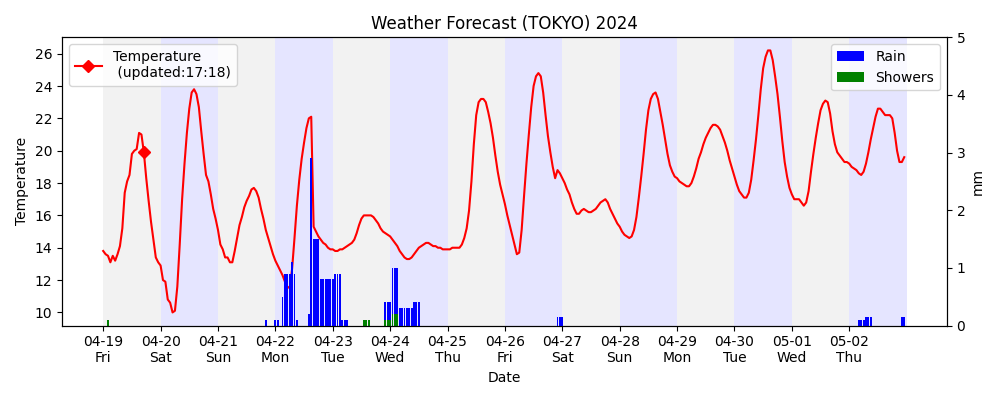 Weather Forecast (TOKYO) 2024
Temperature
(updated:17:18)
Rain
Showers
Temperature
26
24
22
20
18
16
14
12
10
5
4
3
2
1
0
mm
04-19 04-20 04-21 04-22 04-23 04-24 04-25 04-26 04-27 04-28 04-29 04-30 05-01 05-02
Fri Sat Sun Mon Tue Wed Thu Fri Sat Sun Mon Tue Wed Thu
Date